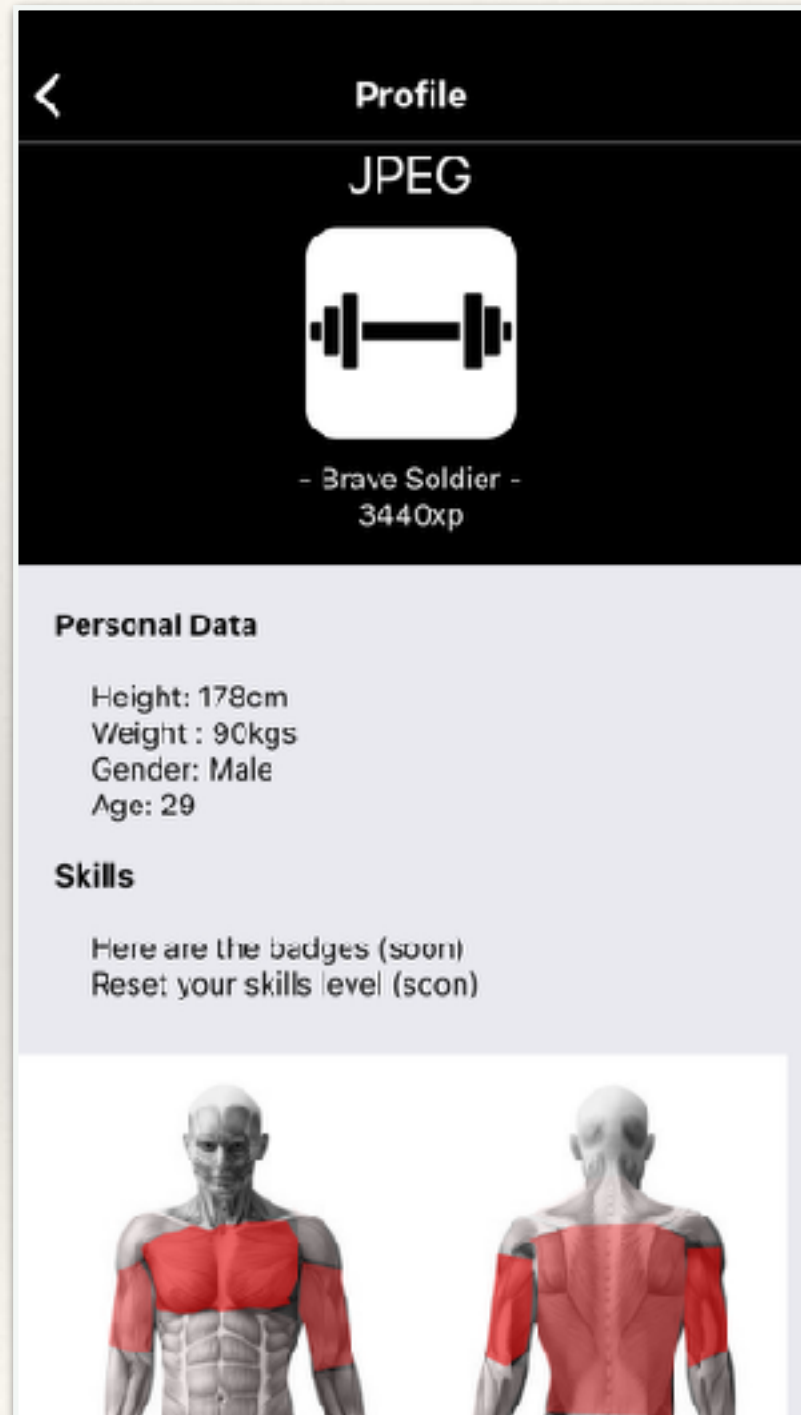 Profile
JPEG
- Brave Soldier -
3440xp
Personal Data
Height: 178cm
Weight : 90kgs
Gender: Male
Age: 29
Skills
Here are the badges (soon)
Reset your skills level (soon)